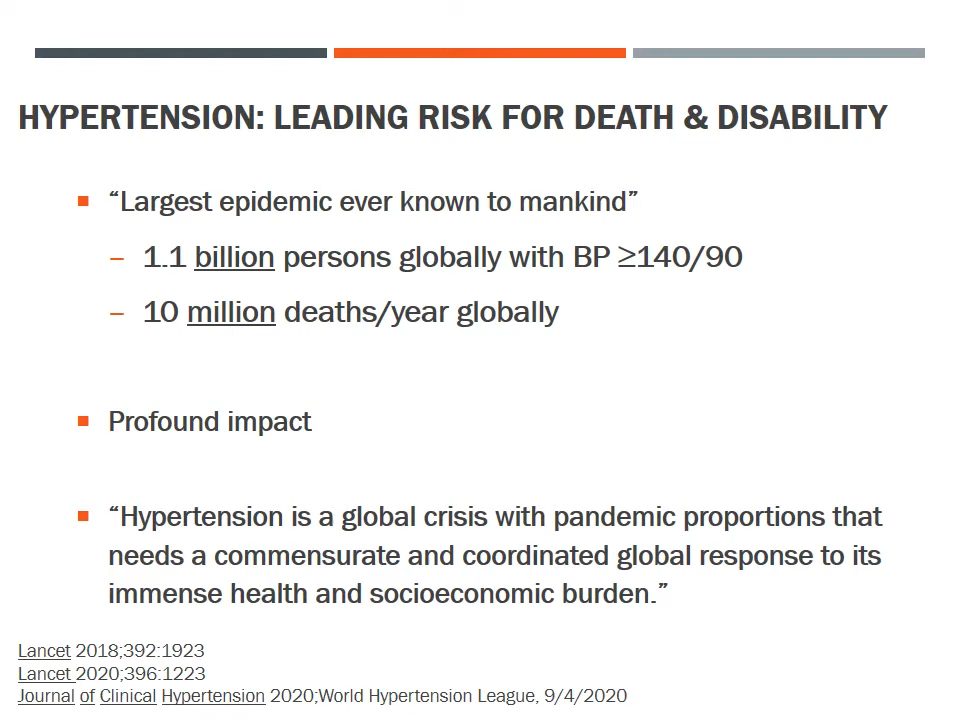 HYPERTENSION: LEADING RISK FOR DEATH & DISABILITY
“Largest epidemic ever known to mankind”
– 1.1 billion persons globally with BP ≥140/90
– 10 million deaths/year globally
Profound impact
“Hypertension is a global crisis with pandemic proportions that
needs a commensurate and coordinated global response to its
immense health and socioeconomic burden.”
Lancet 2018;392:1923
Lancet 2020;396:1223
Journal of Clinical Hypertension 2020;World Hypertension League, 9/4/2020